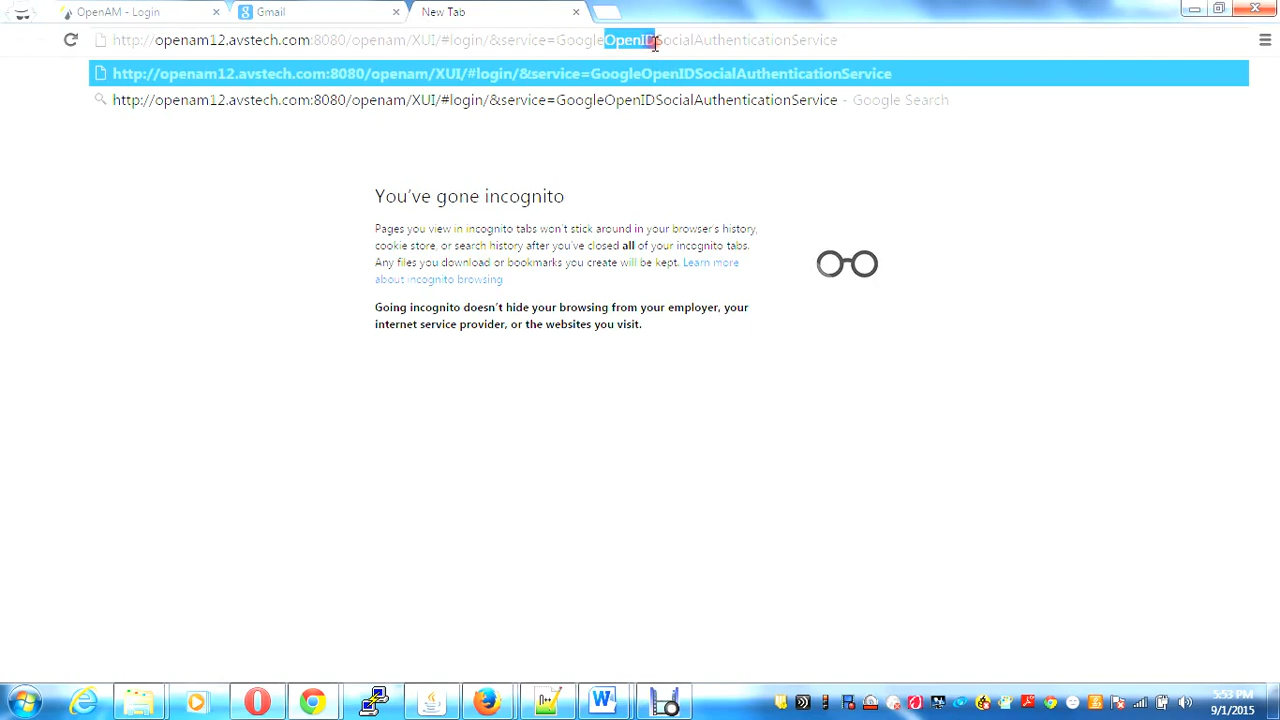 OpenAM - Login
Gmail
New Tab
http://openam12.avstech.com:8080/openam/XUI/#login/&service=GoogleOpenIDSocialAuthenticationService
http://openam12.avstech.com:8080/openam/XUI/#login/&service=GoogleOpenIDSocialAuthenticationService
http://openam12.avstech.com:8080/openam/XUI/#login/&service=GoogleOpenIDSocialAuthenticationService - Google Search
You've gone incognito
Pages you view in incognito tabs won't stick around in your browser's history,
cookie store, or search history after you've closed all of your incognito tabs.
Any files you download or bookmarks you create will be kept. Learn more
about incognito browsing
Going incognito doesn't hide your browsing from your employer, your
internet service provider, or the websites you visit.
5:53 PM
9/1/2015